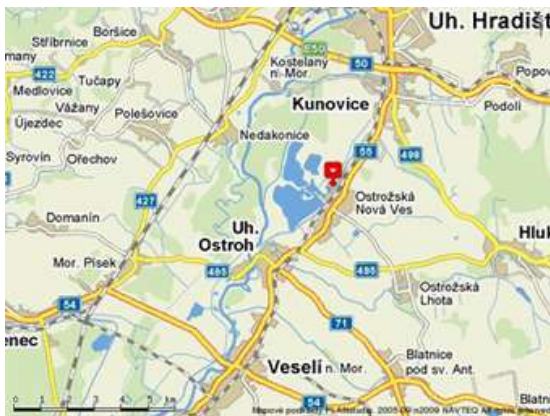 Uh. Hradišt
Boršice
Stříbrnice
E50
many
422
Kostelany
n. Mor.
50
Popov
Tučapy
Medlovice
Kunovice
Vážany
Polešovice
Podolí
Újezdec
Nedakonice
55
498
Syrovín
Ořechov
427
Ostrožská
Nová Ves
Domanín
Uh.
Ostroh
Hluk
Mor. Písek
495
495
Ostrožská
Lhota
54
71
enec
Veselí n. Mor.
Blatnice
pod sv. Ant.
54
0 1 2 3 4 5 km